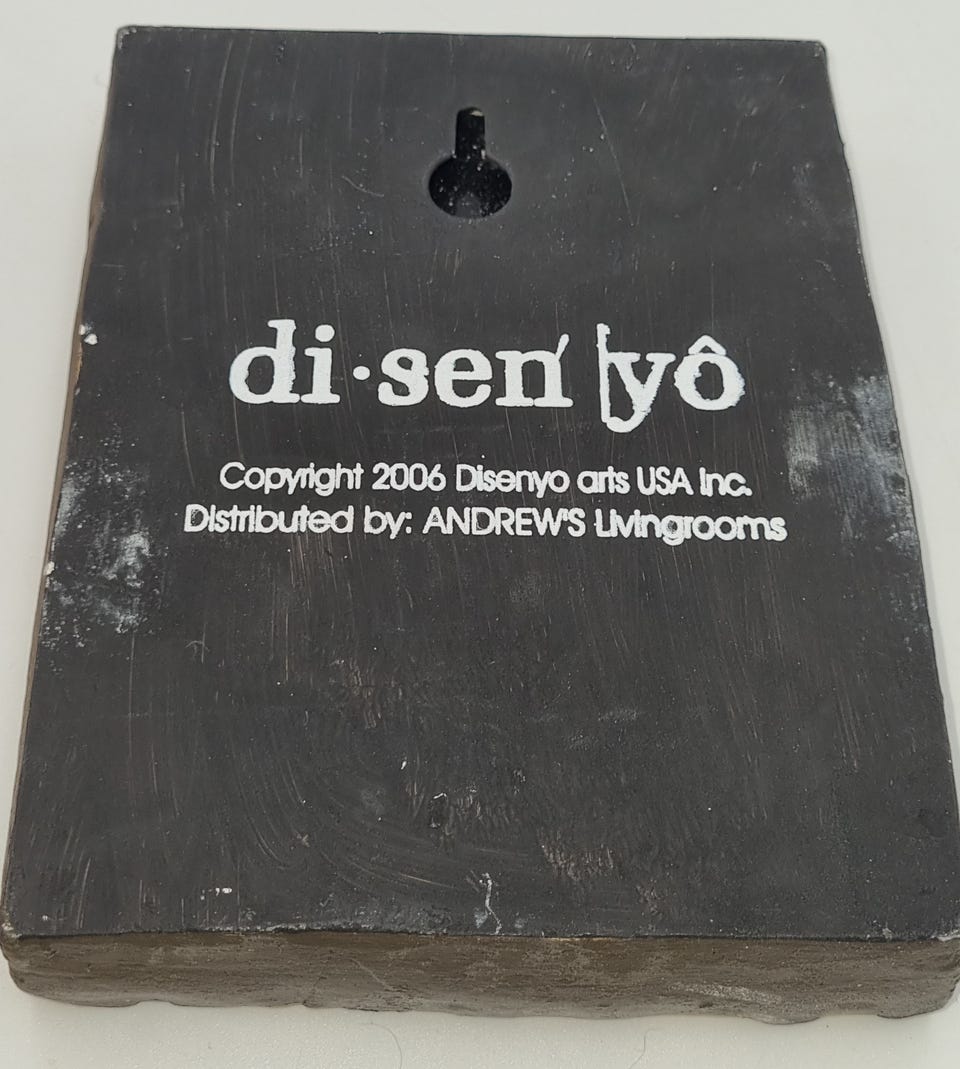 di·sen´ yô
Copyright 2006 Disenyo arts USA Inc.
Distributed by: ANDREW'S Livingrooms